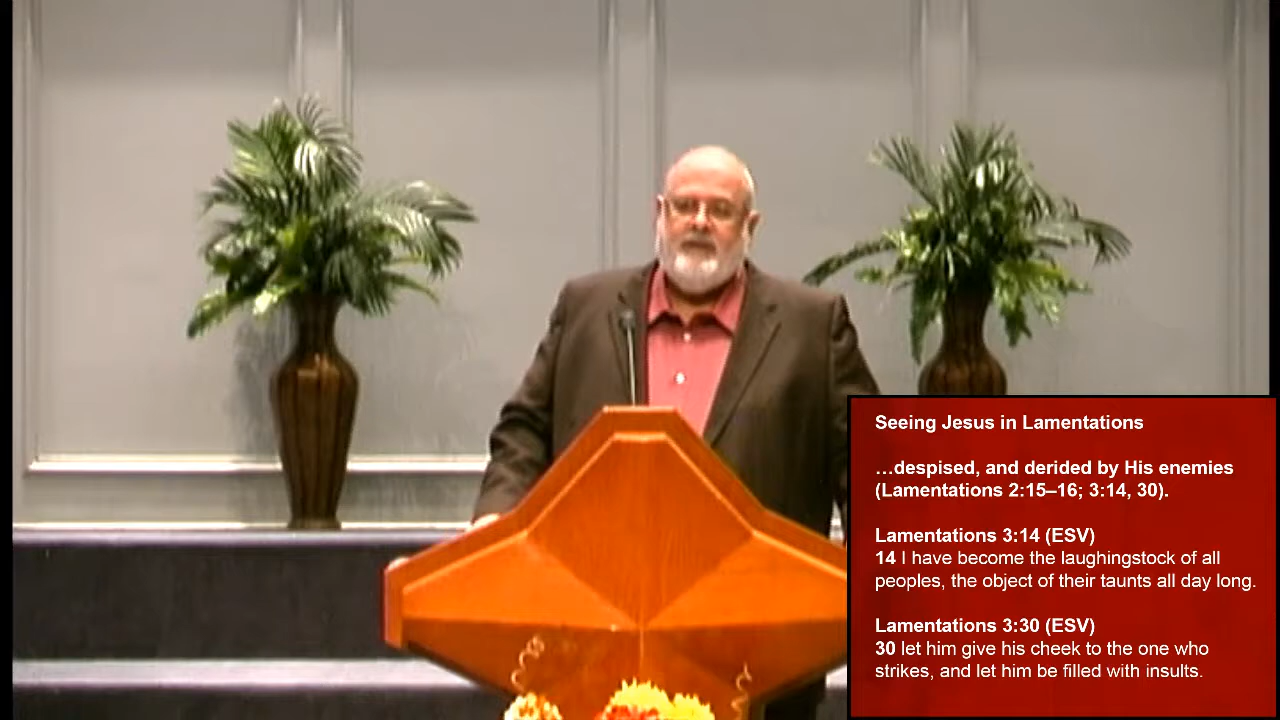 Seeing Jesus in Lamentations
…despised, and derided by His enemies
(Lamentations 2:15–16; 3:14, 30).
Lamentations 3:14 (ESV)
14 I have become the laughingstock of all
peoples, the object of their taunts all day long.
Lamentations 3:30 (ESV)
30 let him give his cheek to the one who
strikes, and let him be filled with insults.